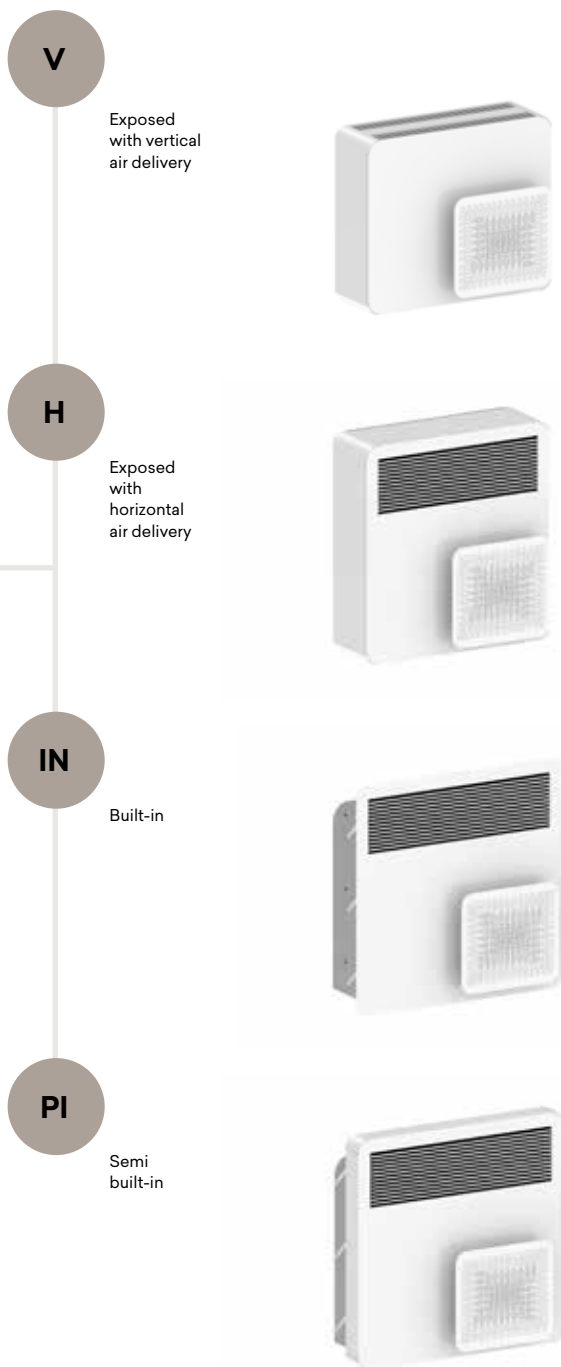 V
Exposed
with vertical
air delivery
H
Exposed
with
horizontal
air delivery
IN
Built-in
PI
Semi
built-in